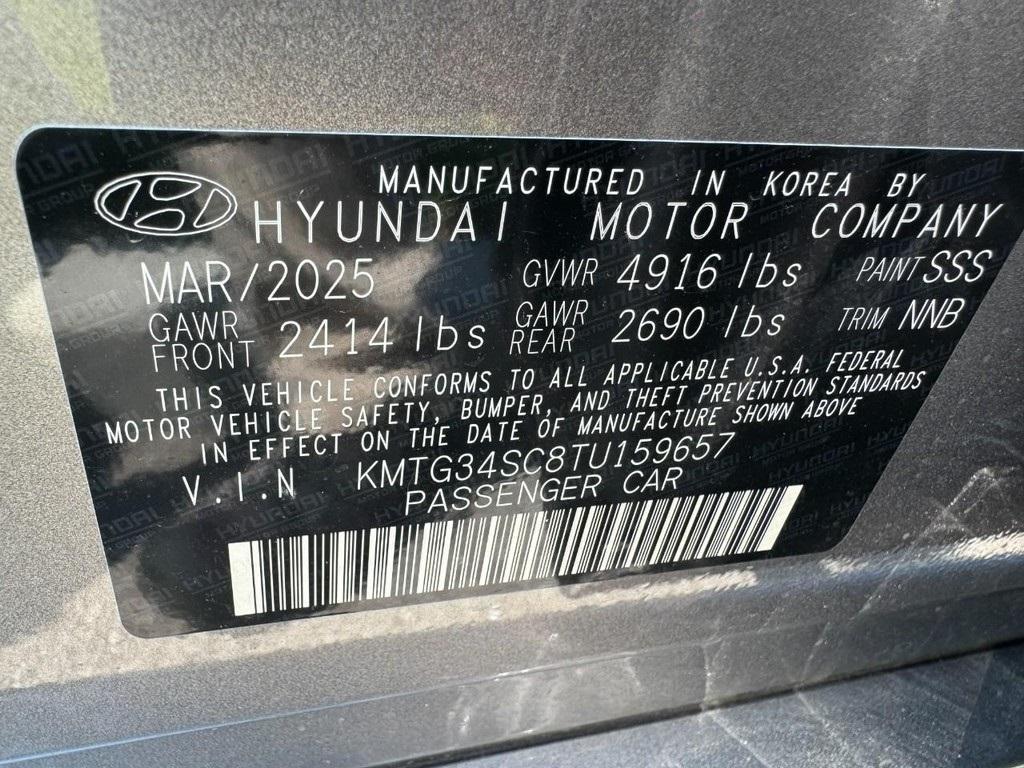 MANUFACTURED IN KOREA BY
HYUNDAI MOTOR COMPANY
MAR/2025 GVWR 4916 lbs PAINT SSS
GAWR FRONT 2414 lbs GAWR REAR 2690 lbs TRIM NNB
THIS VEHICLE CONFORMS TO ALL APPLICABLE U.S.A. FEDERAL
MOTOR VEHICLE SAFETY, BUMPER, AND THEFT PREVENTION STANDARDS
IN EFFECT ON THE DATE OF MANUFACTURE SHOWN ABOVE
V.I.N KMTG34SC8TU159657
PASSENGER CAR